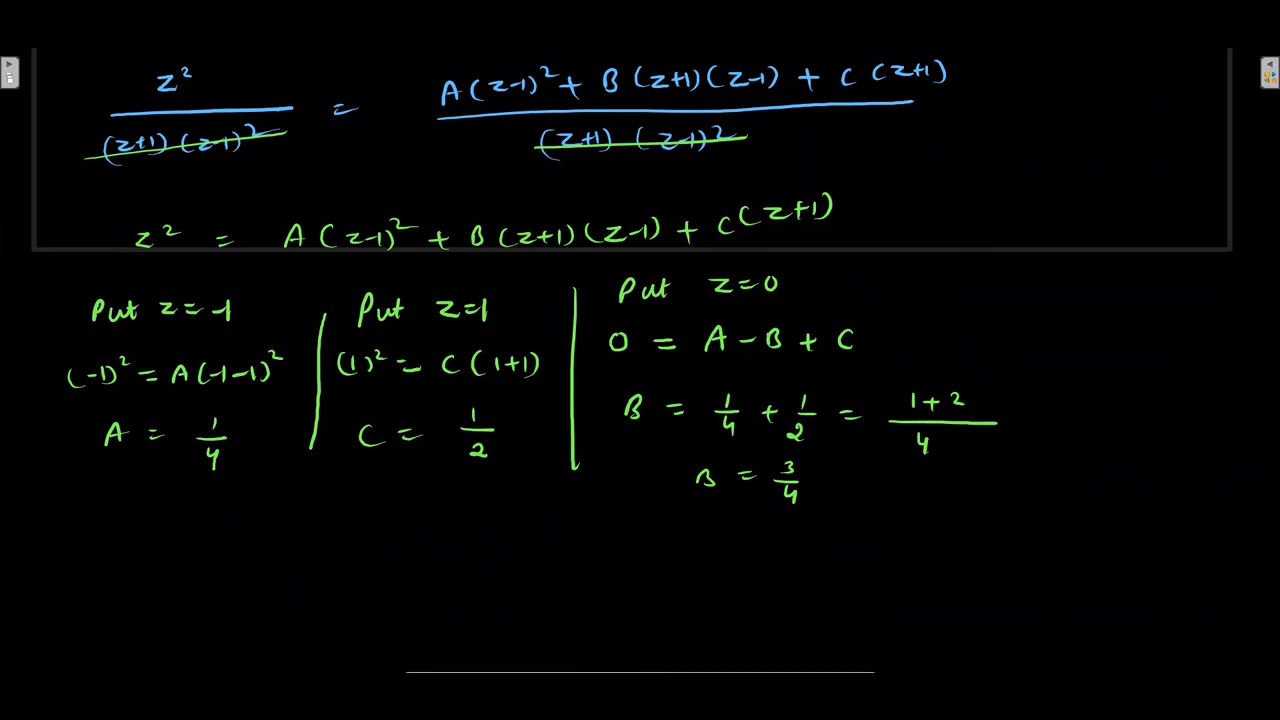 z² / (z+1)(z-1)² = A(z-1)² + B(z+1)(z-1) + C(z+1) / (z+1)(z-1)²
z² = A(z-1)² + B(z+1)(z-1) + C(z+1)
Put z=-1
(-1)² = A(-1-1)²
A = 1/4
Put z=1
(1)² = C(1+1)
C = 1/2
Put z=0
0 = A - B + C
B = 1/4 + 1/2 = 1+2/4
B = 3/4